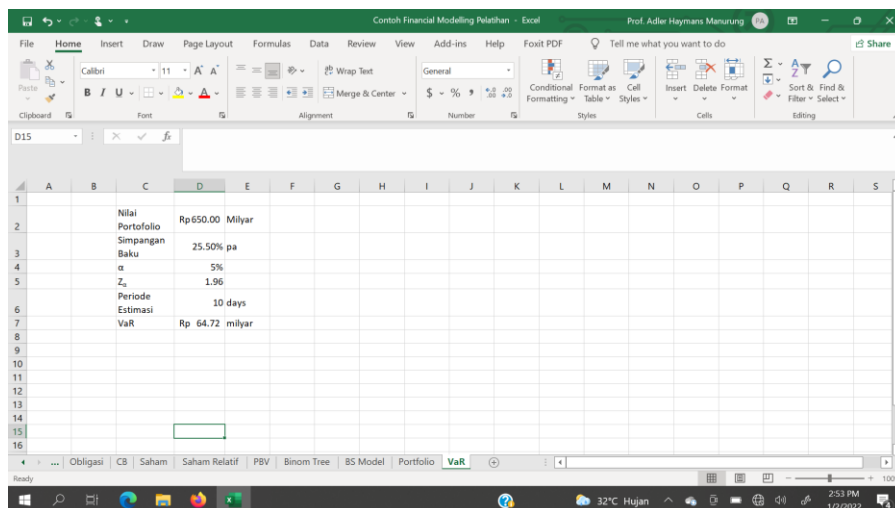 Contoh Financial Modelling Pelatihan - Excel
Prof. Adler Haymans Manurung PA
File Home Insert Draw Page Layout Formulas Data Review View Add-ins Help Foxit PDF Tell me what you want to do Share
Paste
Calibri 11 A A
B I U A
Wrap Text
Merge & Center
General
$ % 9
Conditional Formatting
Format as Table
Cell Styles
Insert Delete Format
Sort & Filter
Find & Select
Clipboard Font Alignment Number Styles Cells Editing
D15 fx
A B C D E F G H I J K L M N O P Q R S
1
2 Nilai Portofolio Rp650.00 Milyar
3 Simpangan Baku 25.50% pa
4 α 5%
5 Zα 1.96
6 Periode Estimasi 10 days
7 VaR Rp 64.72 milyar
8
9
10
11
12
13
14
15
16
... Obligasi CB Saham Saham Relatif PBV Binom Tree BS Model Portfolio VaR
Ready 100
32°C Hujan 2:53 PM
1/2/2022